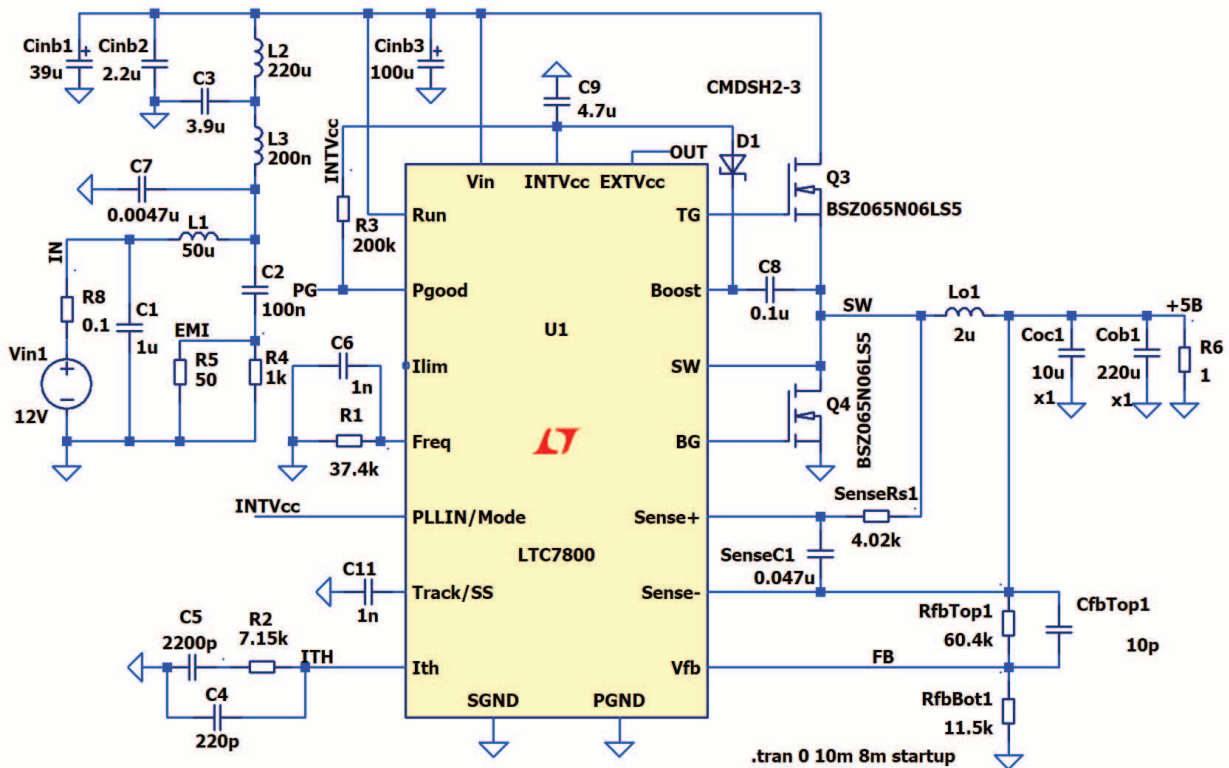 Cinb1
39u
Cinb2
2.2u
L2
220u
C3
3.9u
L3
200n
Cinb3
100u
C9
4.7u
CMDSH2-3
D1
INTVcc
OUT
C7
0.0047u
L1
50u
IN
R8
0.1
C1
1u
Vin1
12V
EMI
R5
50
C2
100n
R4
1k
R3
200k
PG
C6
1n
R1
37.4k
INTVcc
C11
1n
C5
2200p
R2
7.15k
ITH
C4
220p
Vin
INTVcc
EXTVcc
Run
TG
Pgood
Boost
U1
Ilim
SW
Freq
BG
PLLIN/Mode
Sense+
LTC7800
Track/SS
Sense-
Ith
Vfb
SGND
PGND
Q3
BSZ065N06LS5
C8
0.1u
SW
Lo1
2u
Q4
BSZ065N06LS5
+5B
Coc1
10u
x1
Cob1
220u
x1
R6
1
SenseRs1
4.02k
SenseC1
0.047u
RfbTop1
60.4k
CfbTop1
10p
FB
RfbBot1
11.5k
.tran 0 10m 8m startup